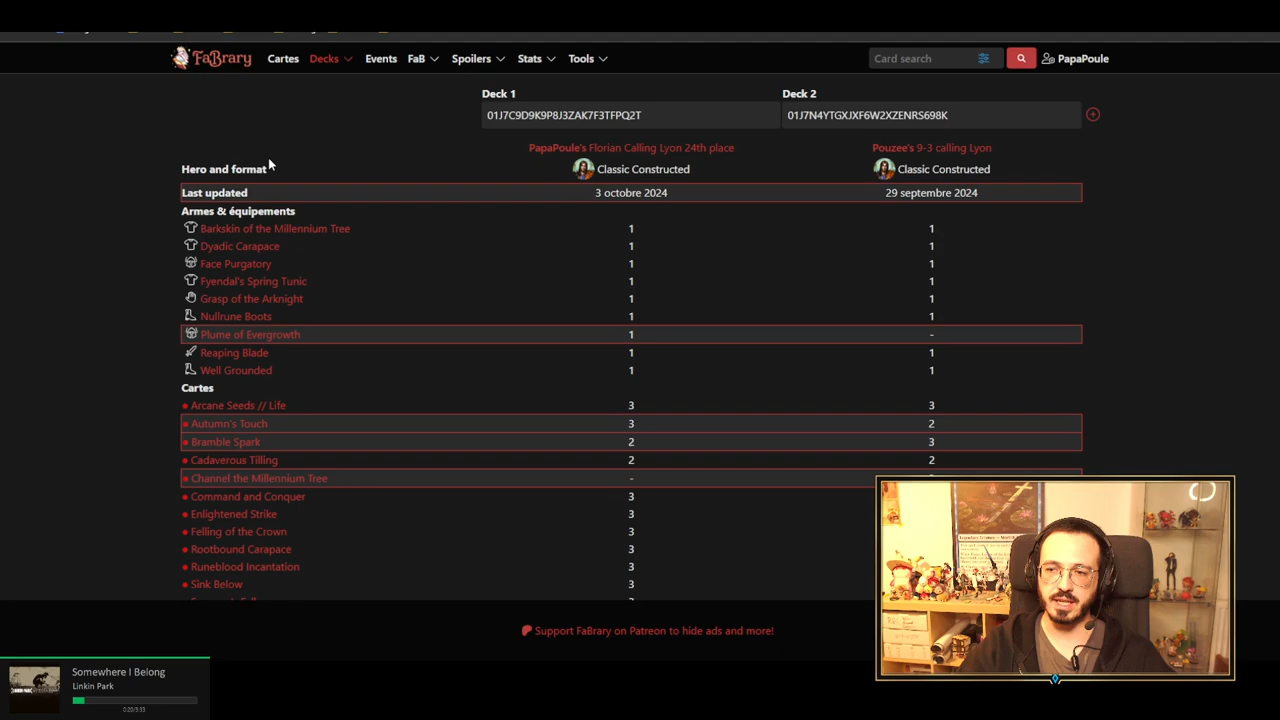 FaBrary Cartes Decks Events FaB Spoilers Stats Tools Card search PapaPoule
Deck 1 Deck 2
01J7C9D9K9P8J3ZAK7F3TFPQ2T 01J7N4YTGXJXF6W2XZENRS698K
PapaPoule's Florian Calling Lyon 24th place Pouzee's 9-3 calling Lyon
Hero and format Classic Constructed Classic Constructed
Last updated 3 octobre 2024 29 septembre 2024
Armes & équipements
Barkskin of the Millennium Tree 1 1
Dyadic Carapace 1 1
Face Purgatory 1 1
Fyendal's Spring Tunic 1 1
Grasp of the Arknight 1 1
Nullrune Boots 1 1
Plume of Evergrowth 1 -
Reaping Blade 1 1
Well Grounded 1 1
Cartes
Arcane Seeds // Life 3 3
Autumn's Touch 3 2
Bramble Spark 2 3
Cadaverous Tilling 2 2
Channel the Millennium Tree -
Command and Conquer 3
Enlightened Strike 3
Felling of the Crown 3
Rootbound Carapace 3
Runeblood Incantation 3
Sink Below 3
Support FaBrary on Patreon to hide ads and more!
Somewhere I Belong
Linkin Park
0:20/3:33